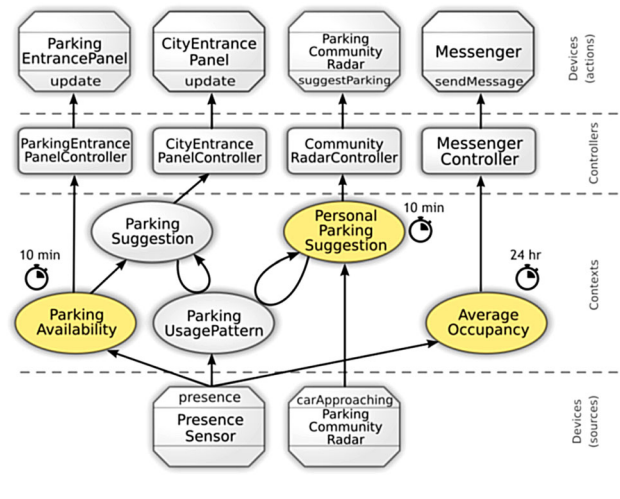 Parking
EntrancePanel
update
CityEntrance
Panel
update
Parking
Community
Radar
suggestParking
Messenger
sendMessage
Devices
(actions)
ParkingEntrance
PanelController
CityEntrance
PanelController
Community
RadarController
Messenger
Controller
Controllers
Parking
Suggestion
Personal
Parking
Suggestion
10 min
10 min
24 hr
Parking
Availability
Parking
UsagePattern
Average
Occupancy
Contexts
presence
Presence
Sensor
carApproaching
Parking
Community
Radar
Devices
(sources)